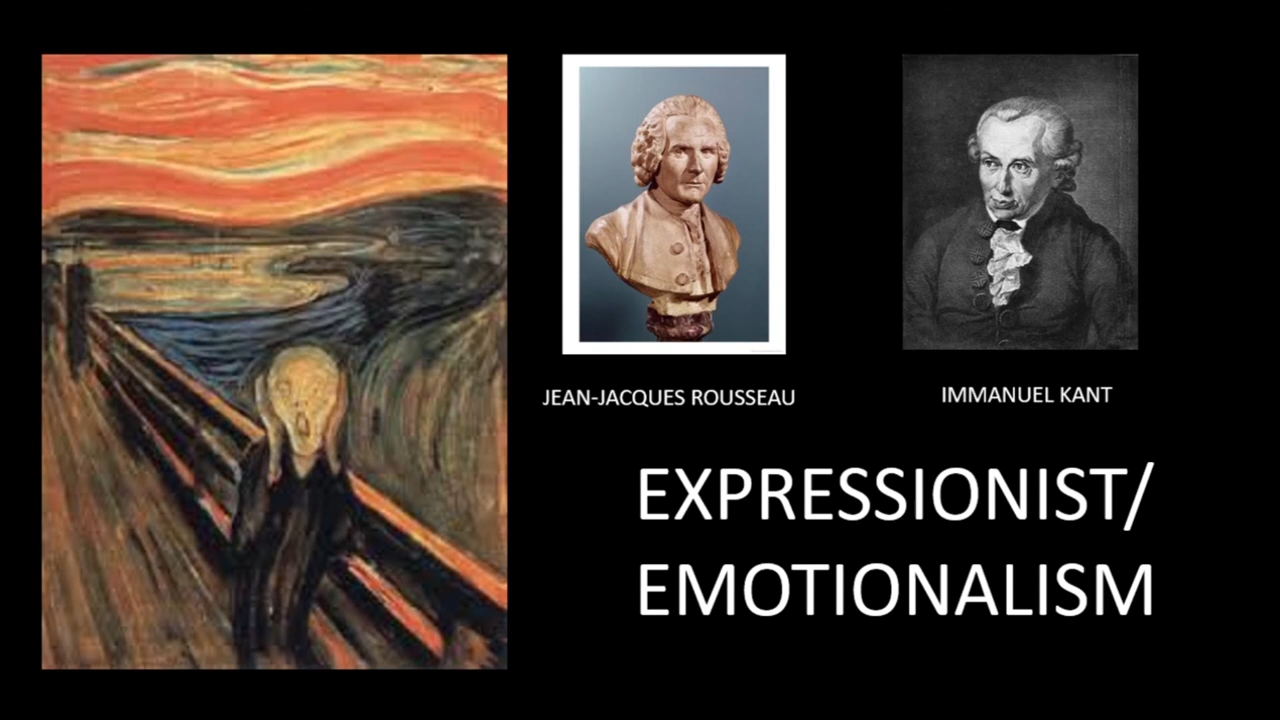 JEAN-JACQUES ROUSSEAU
IMMANUEL KANT
EXPRESSIONIST/
EMOTIONALISM